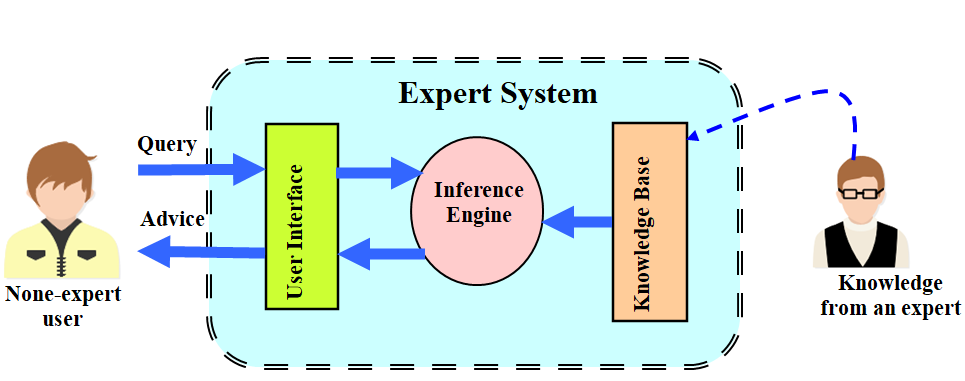 Expert System
Query
Advice
User Interface
Inference
Engine
Knowledge Base
None-expert
user
Knowledge
from an expert